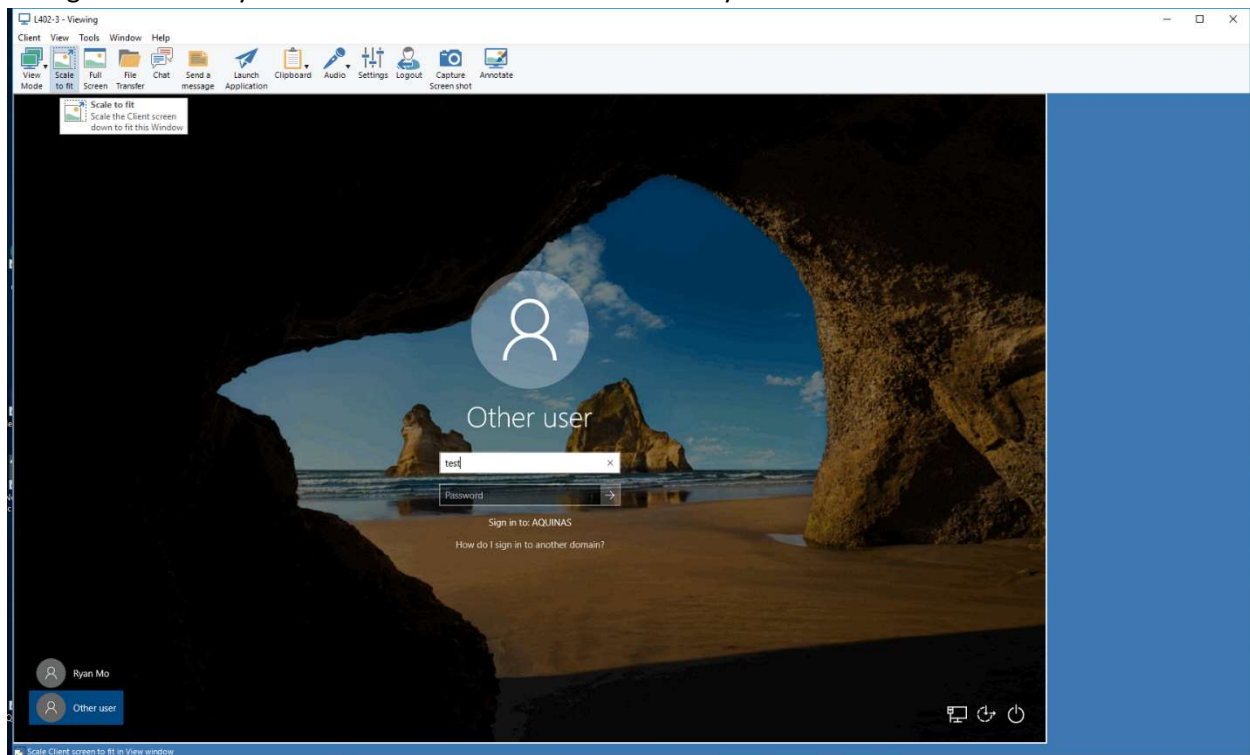 L402-3 - Viewing
Client View Tools Window Help
View Mode
Scale to fit
Full Screen
File Transfer
Chat
Send a message
Launch Application
Clipboard
Audio
Settings
Logout
Capture Screen shot
Annotate
Scale to fit
Scale the Client screen
down to fit this Window
Other user
test
Password
Sign in to: AQUINAS
How do I sign in to another domain?
Ryan Mo
Other user
Scale Client screen to fit in View window